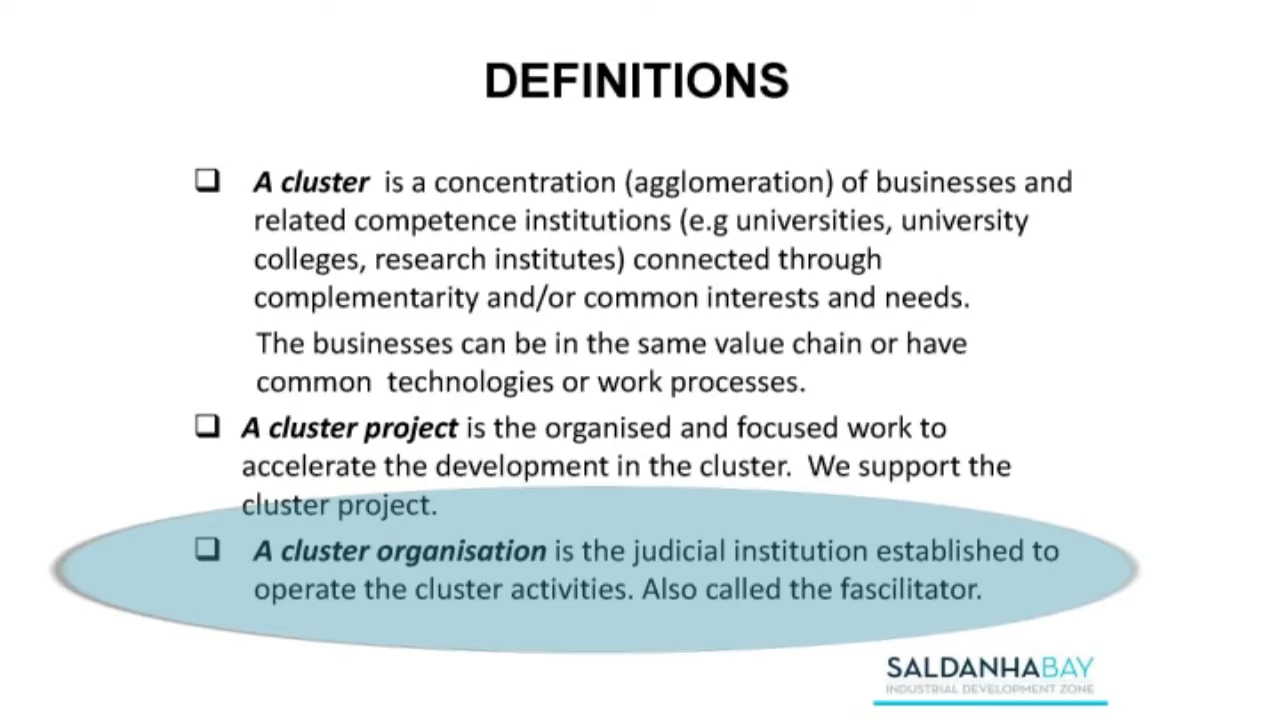 DEFINITIONS
❑ A cluster is a concentration (agglomeration) of businesses and
related competence institutions (e.g universities, university
colleges, research institutes) connected through
complementarity and/or common interests and needs.
The businesses can be in the same value chain or have
common technologies or work processes.
❑ A cluster project is the organised and focused work to
accelerate the development in the cluster. We support the
cluster project.
❑ A cluster organisation is the judicial institution established to
operate the cluster activities. Also called the fascilitator.
SALDANHABAY
INDUSTRIAL DEVELOPMENT ZONE